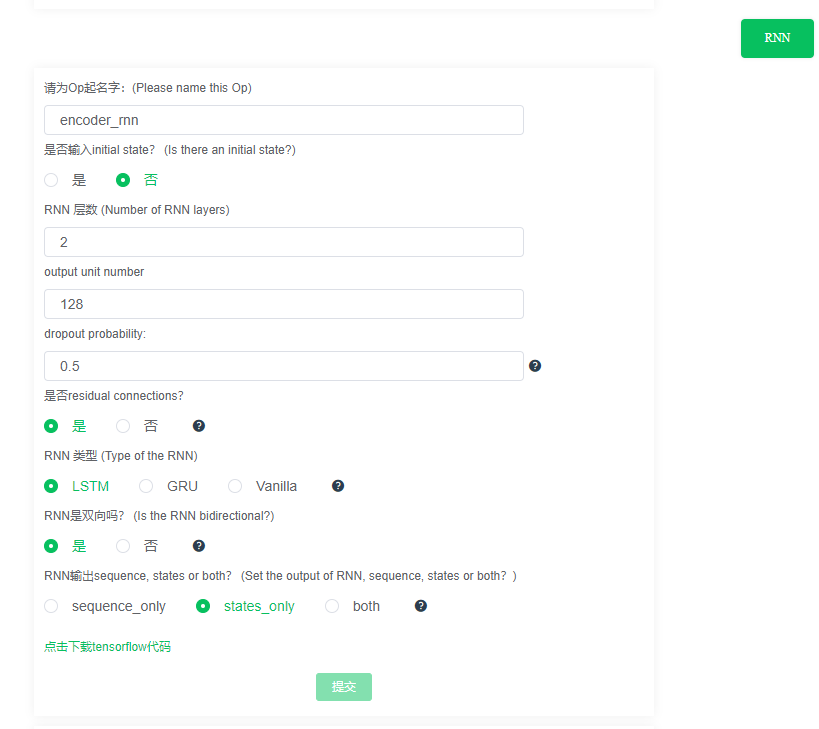 RNN
请为Op起名字：(Please name this Op)
encoder_rnn
是否输入initial state？ (Is there an initial state?)
是 否
RNN 层数 (Number of RNN layers)
2
output unit number
128
dropout probability:
0.5 ?
是否residual connections?
是 否 ?
RNN 类型 (Type of the RNN)
LSTM GRU Vanilla ?
RNN是双向吗？ (Is the RNN bidirectional?)
是 否 ?
RNN输出sequence, states or both？ (Set the output of RNN, sequence, states or both？)
sequence_only states_only both ?
点击下载tensorflow代码
提交